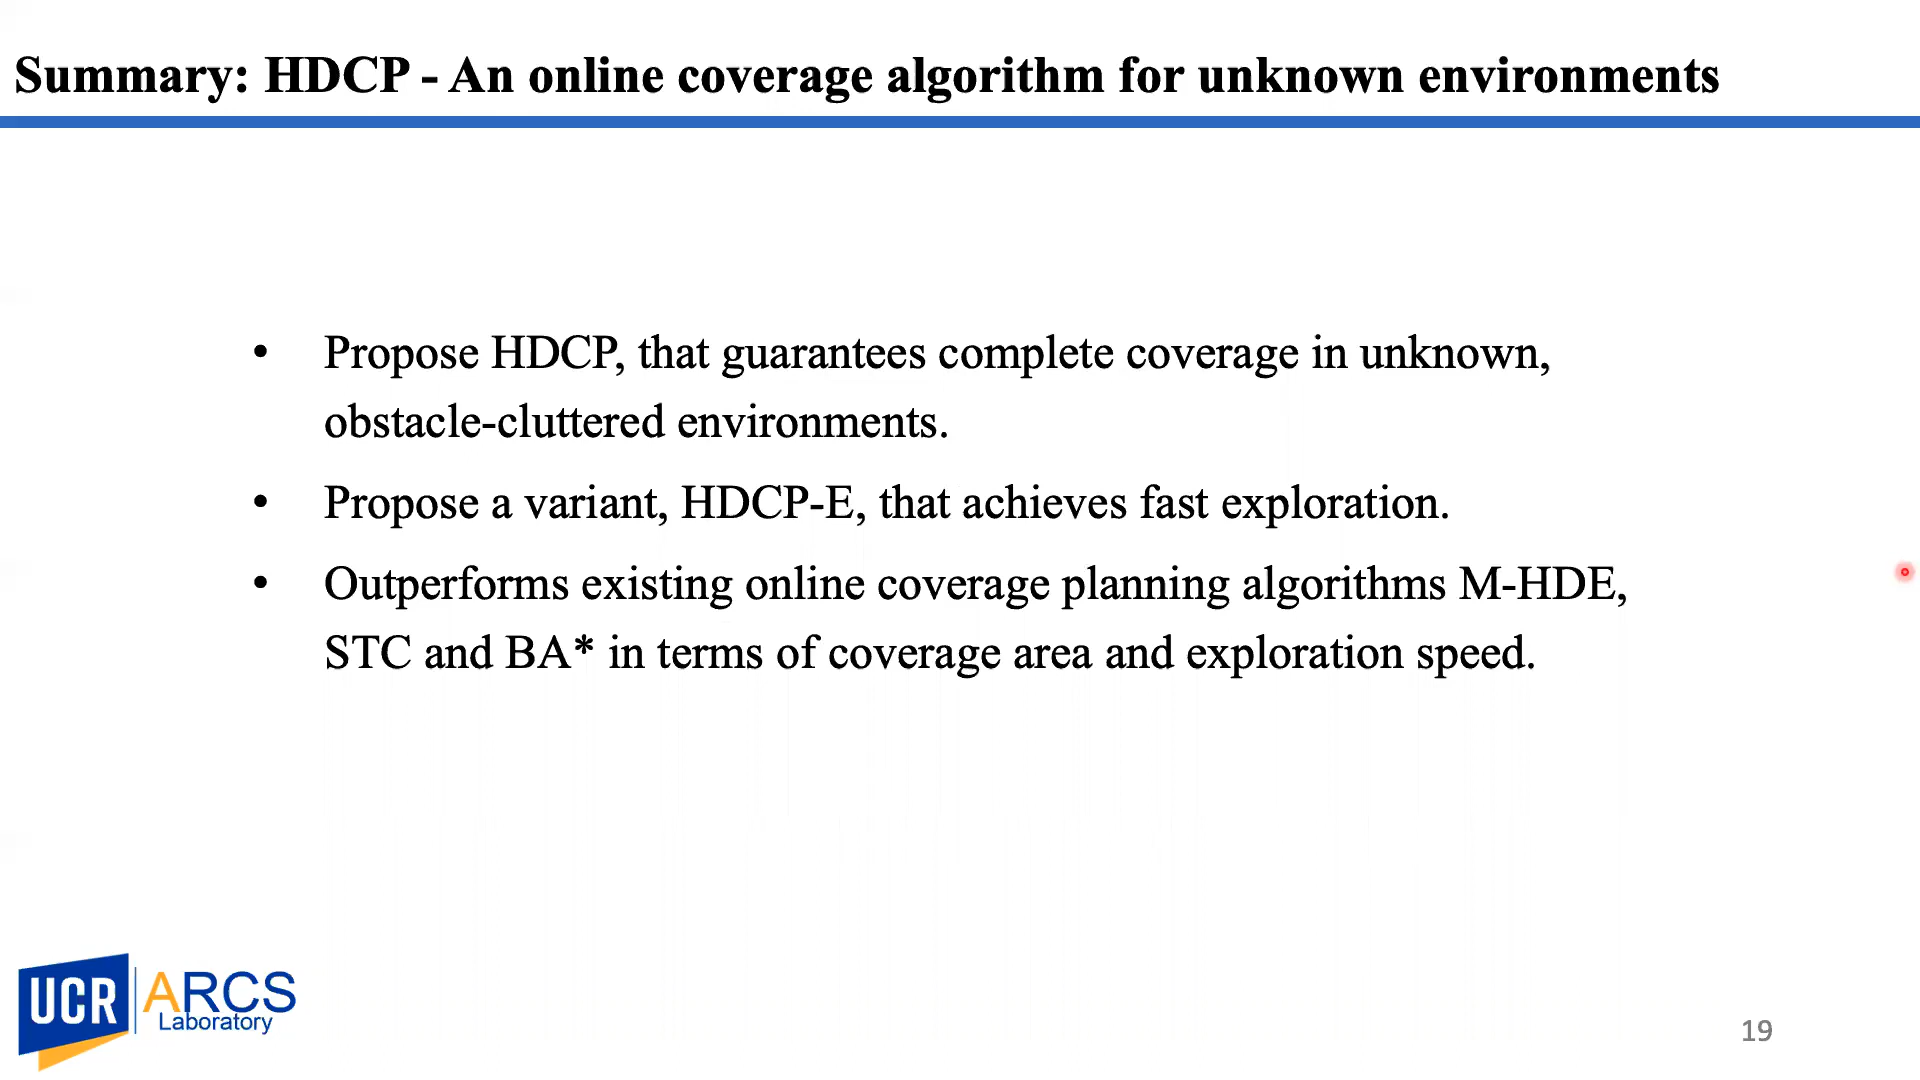 Summary: HDCP - An online coverage algorithm for unknown environments
• Propose HDCP, that guarantees complete coverage in unknown,
obstacle-cluttered environments.
• Propose a variant, HDCP-E, that achieves fast exploration.
• Outperforms existing online coverage planning algorithms M-HDE,
STC and BA* in terms of coverage area and exploration speed.
UCR ARCS
Laboratory
19